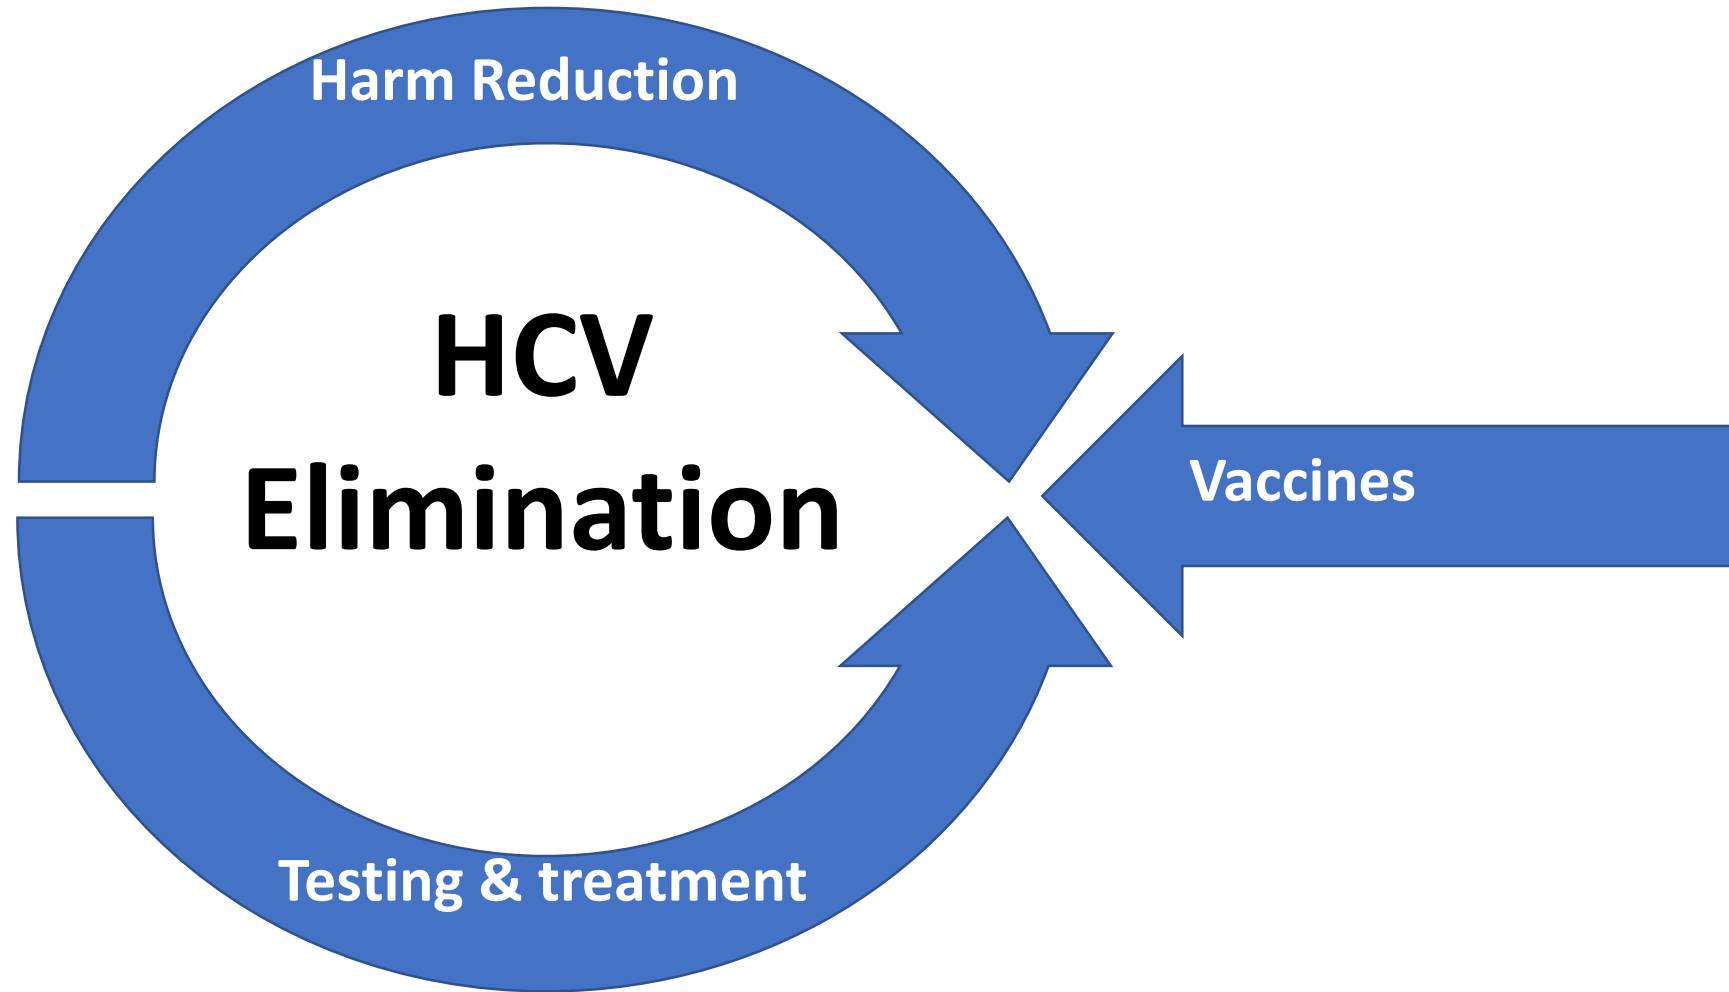 Harm Reduction
HCV
Elimination
Vaccines
Testing & treatment